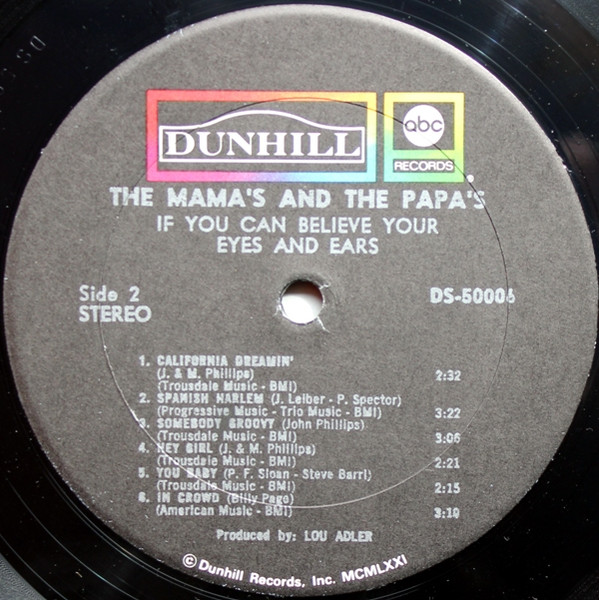 DUNHILL
abc
RECORDS
THE MAMA'S AND THE PAPA'S
IF YOU CAN BELIEVE YOUR
EYES AND EARS
Side 2
STEREO
DS-50006
1. CALIFORNIA DREAMIN'
(J. & M. Phillips)
(Trousdale Music - BMI) 2:32
2. SPANISH HARLEM (J. Leiber - P. Spector)
(Progressive Music - Trio Music - BMI) 3:22
3. SOMEBODY GROOVY (John Phillips)
(Trousdale Music - BMI) 3:06
4. HEY GIRL (J. & M. Phillips)
(Trousdale Music - BMI) 2:21
5. YOU BABY (P. F. Sloan - Steve Barri)
(Trousdale Music - BMI) 2:15
6. IN CROWD (Billy Page)
(American Music - BMI) 3:10
Produced by: LOU ADLER
© Dunhill Records, Inc. MCMLXXI